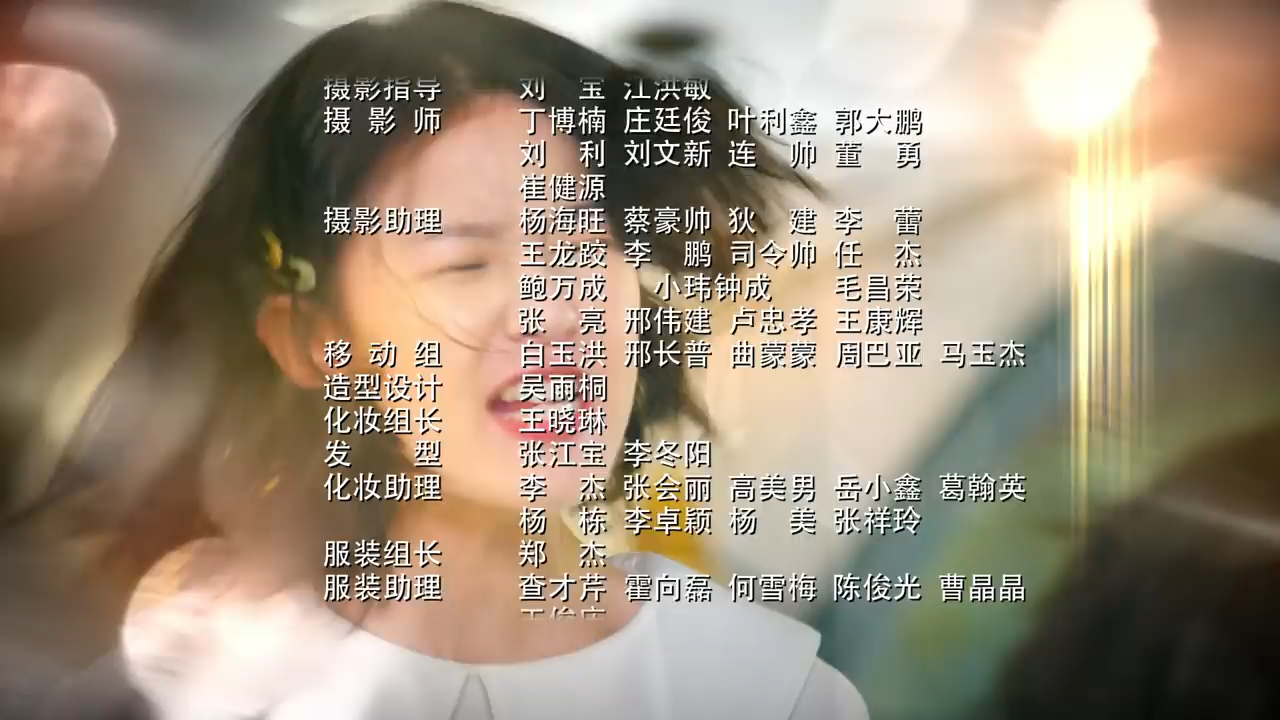 摄影指导 刘 宝 江洪敏
摄 影 师 丁博楠 庄廷俊 叶利鑫 郭大鹏
刘 利 刘文新 连 帅 董 勇
崔健源
摄影助理 杨海旺 蔡豪帅 狄 建 李 蕾
王龙跤 李 鹏 司令帅 任 杰
鲍万成 小玮钟成 毛昌荣
张 亮 邢伟建 卢忠孝 王康辉
移 动 组 白玉洪 邢长普 曲蒙蒙 周巴亚 马玉杰
造型设计 吴丽桐
化妆组长 王晓琳
发 型 张江宝 李冬阳
化妆助理 李 杰 张会丽 高美男 岳小鑫 葛翰英
杨 栋 李卓颖 杨 美 张祥玲
服装组长 郑 杰
服装助理 查才芹 霍向磊 何雪梅 陈俊光 曹晶晶